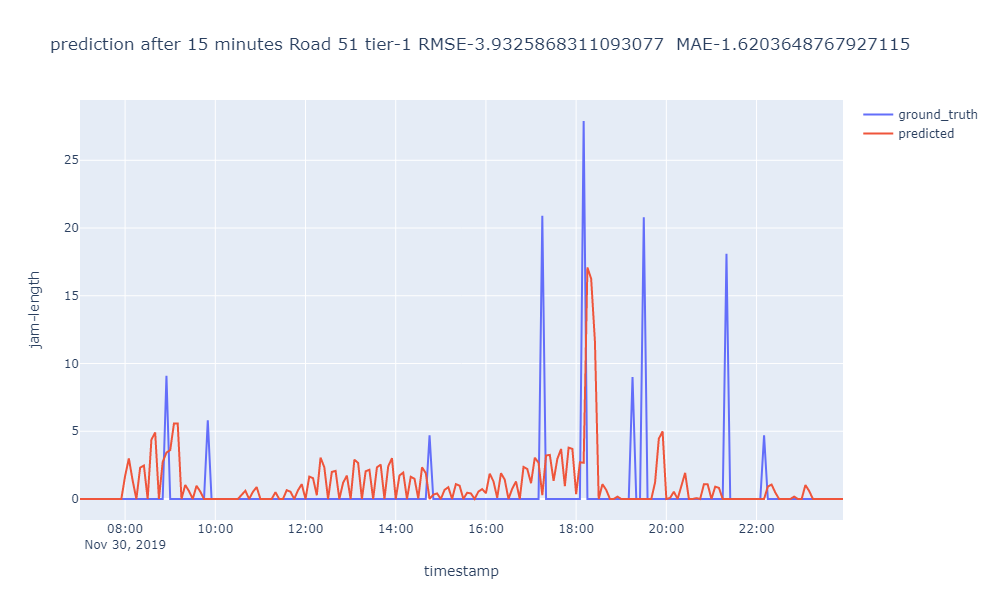 prediction after 15 minutes Road 51 tier-1 RMSE-3.9325868311093077  MAE-1.6203648767927115
ground_truth
predicted
25
20
15
10
5
0
jam-length
08:00 10:00 12:00 14:00 16:00 18:00 20:00 22:00
Nov 30, 2019
timestamp